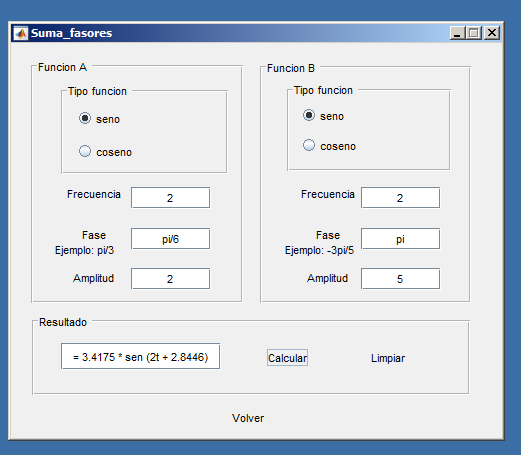 Suma_fasores
Funcion A
Tipo funcion
seno
coseno
Frecuencia 2
Fase pi/6
Ejemplo: pi/3
Amplitud 2
Funcion B
Tipo funcion
seno
coseno
Frecuencia 2
Fase pi
Ejemplo: -3pi/5
Amplitud 5
Resultado
= 3.4175 * sen (2t + 2.8446) Calcular Limpiar
Volver